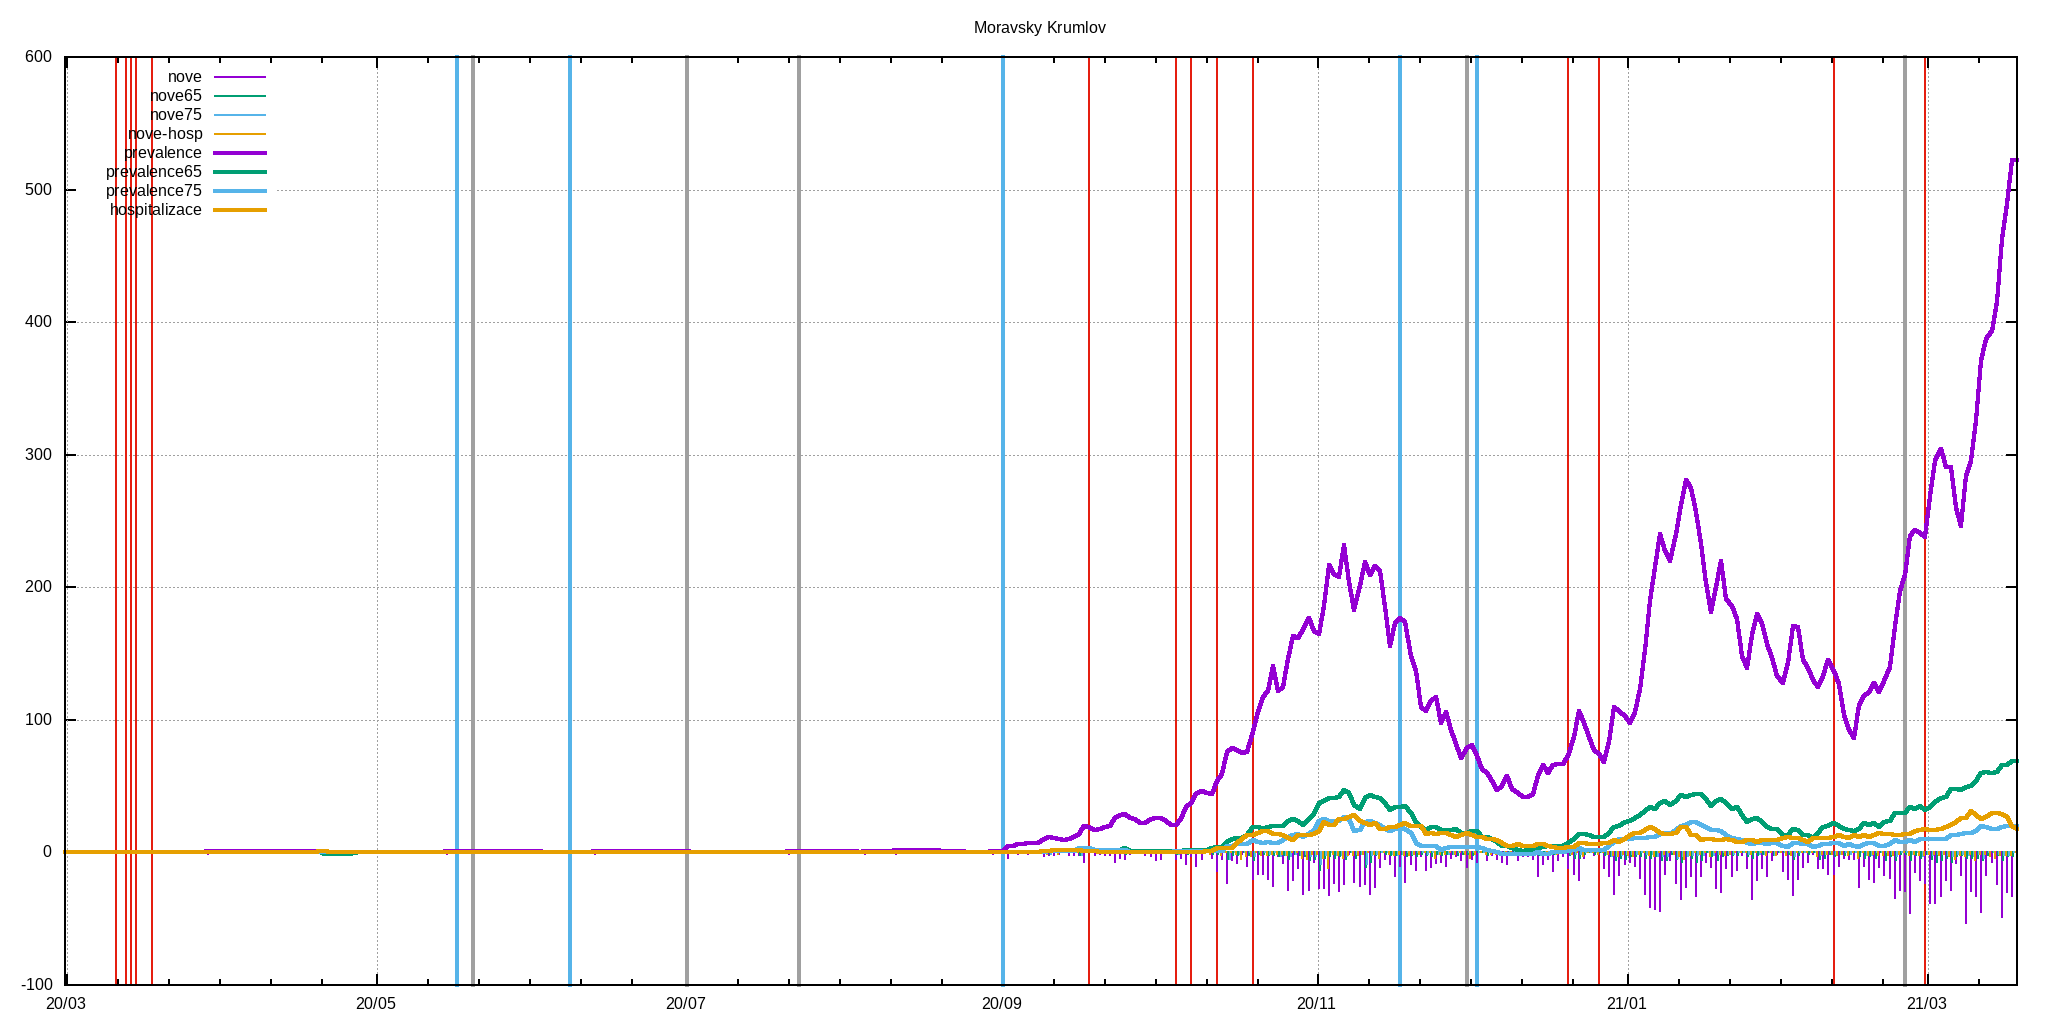 Moravsky Krumlov
600
500
400
300
200
100
0
-100
nove
nove65
nove75
nove-hosp
prevalence
prevalence65
prevalence75
hospitalizace
20/03 20/05 20/07 20/09 20/11 21/01 21/03